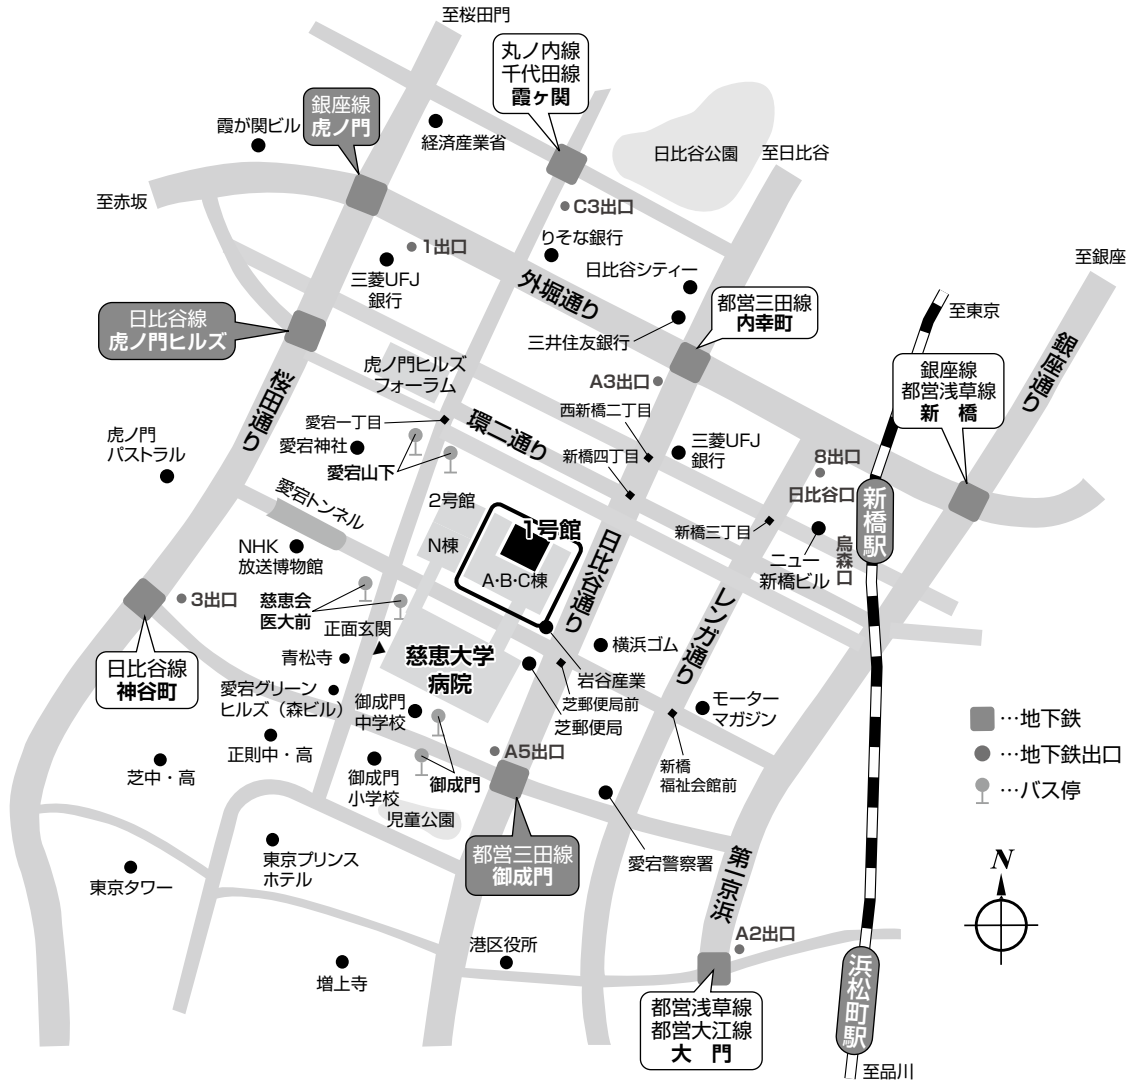 至桜田門
丸ノ内線
千代田線
霞ヶ関
銀座線
虎ノ門
霞が関ビル
経済産業省
日比谷公園
至日比谷
至赤坂
C3出口
1出口
りそな銀行
三菱UFJ
銀行
日比谷シティー
至銀座
外堀通り
都営三田線
内幸町
至東京
日比谷線
虎ノ門ヒルズ
三井住友銀行
銀座通り
虎ノ門ヒルズ
フォーラム
A3出口
銀座線
都営浅草線
新　橋
桜田通り
西新橋二丁目
愛宕一丁目
環二通り
虎ノ門
パストラル
愛宕神社
愛宕山下
新橋四丁目
三菱UFJ
銀行
8出口
日比谷口
愛宕トンネル
2号館
1号館
新橋駅
新橋三丁目
N棟
烏森口
NHK
放送博物館
A・B・C棟
日比谷通り
ニュー
新橋ビル
3出口
慈恵会
医大前
レンガ通り
正面玄関
青松寺
慈恵大学
病院
横浜ゴム
日比谷線
神谷町
岩谷産業
愛宕グリーン
ヒルズ（森ビル）
御成門
中学校
芝郵便局前
芝郵便局
モーター
マガジン
…地下鉄
正則中・高
A5出口
…地下鉄出口
芝中・高
御成門
小学校
御成門
新橋
福祉会館前
…バス停
児童公園
都営三田線
御成門
東京プリンス
ホテル
愛宕警察署
第一京浜
N
東京タワー
A2出口
港区役所
増上寺
浜松町駅
都営浅草線
都営大江線
大　門
至品川